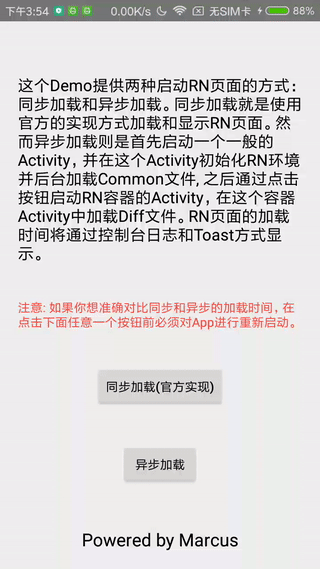 下午3:54 0.00K/s 无SIM卡 88%
这个Demo提供两种启动RN页面的方式：
同步加载和异步加载。同步加载就是使用
官方的实现方式加载和显示RN页面。然
而异步加载则是首先启动一个一般的
Activity，并在这个Activity初始化RN环境
并后台加载Common文件, 之后通过点击
按钮启动RN容器的Activity，在这个容器
Activity中加载Diff文件。RN页面的加载
时间将通过控制台日志和Toast方式显
示。
注意: 如果你想准确对比同步和异步的加载时间，在
点击下面任意一个按钮前必须对App进行重新启动。
同步加载(官方实现)
异步加载
Powered by Marcus